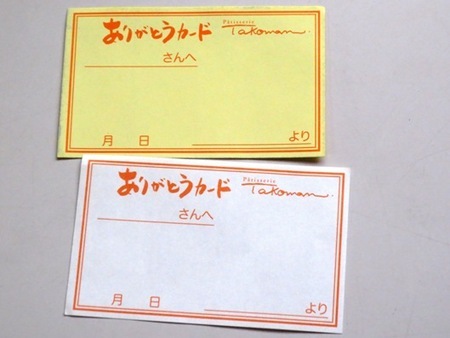 ありがとうカード
Pâtisserie
Takoman
さんへ
月 日 より
ありがとうカード
Pâtisserie
Takoman
さんへ
月 日 より